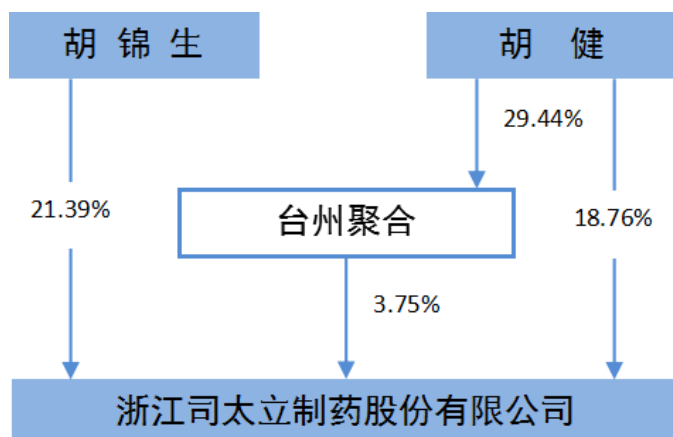 胡 锦 生
胡 健
29.44%
21.39%
台州聚合
18.76%
3.75%
浙江司太立制药股份有限公司